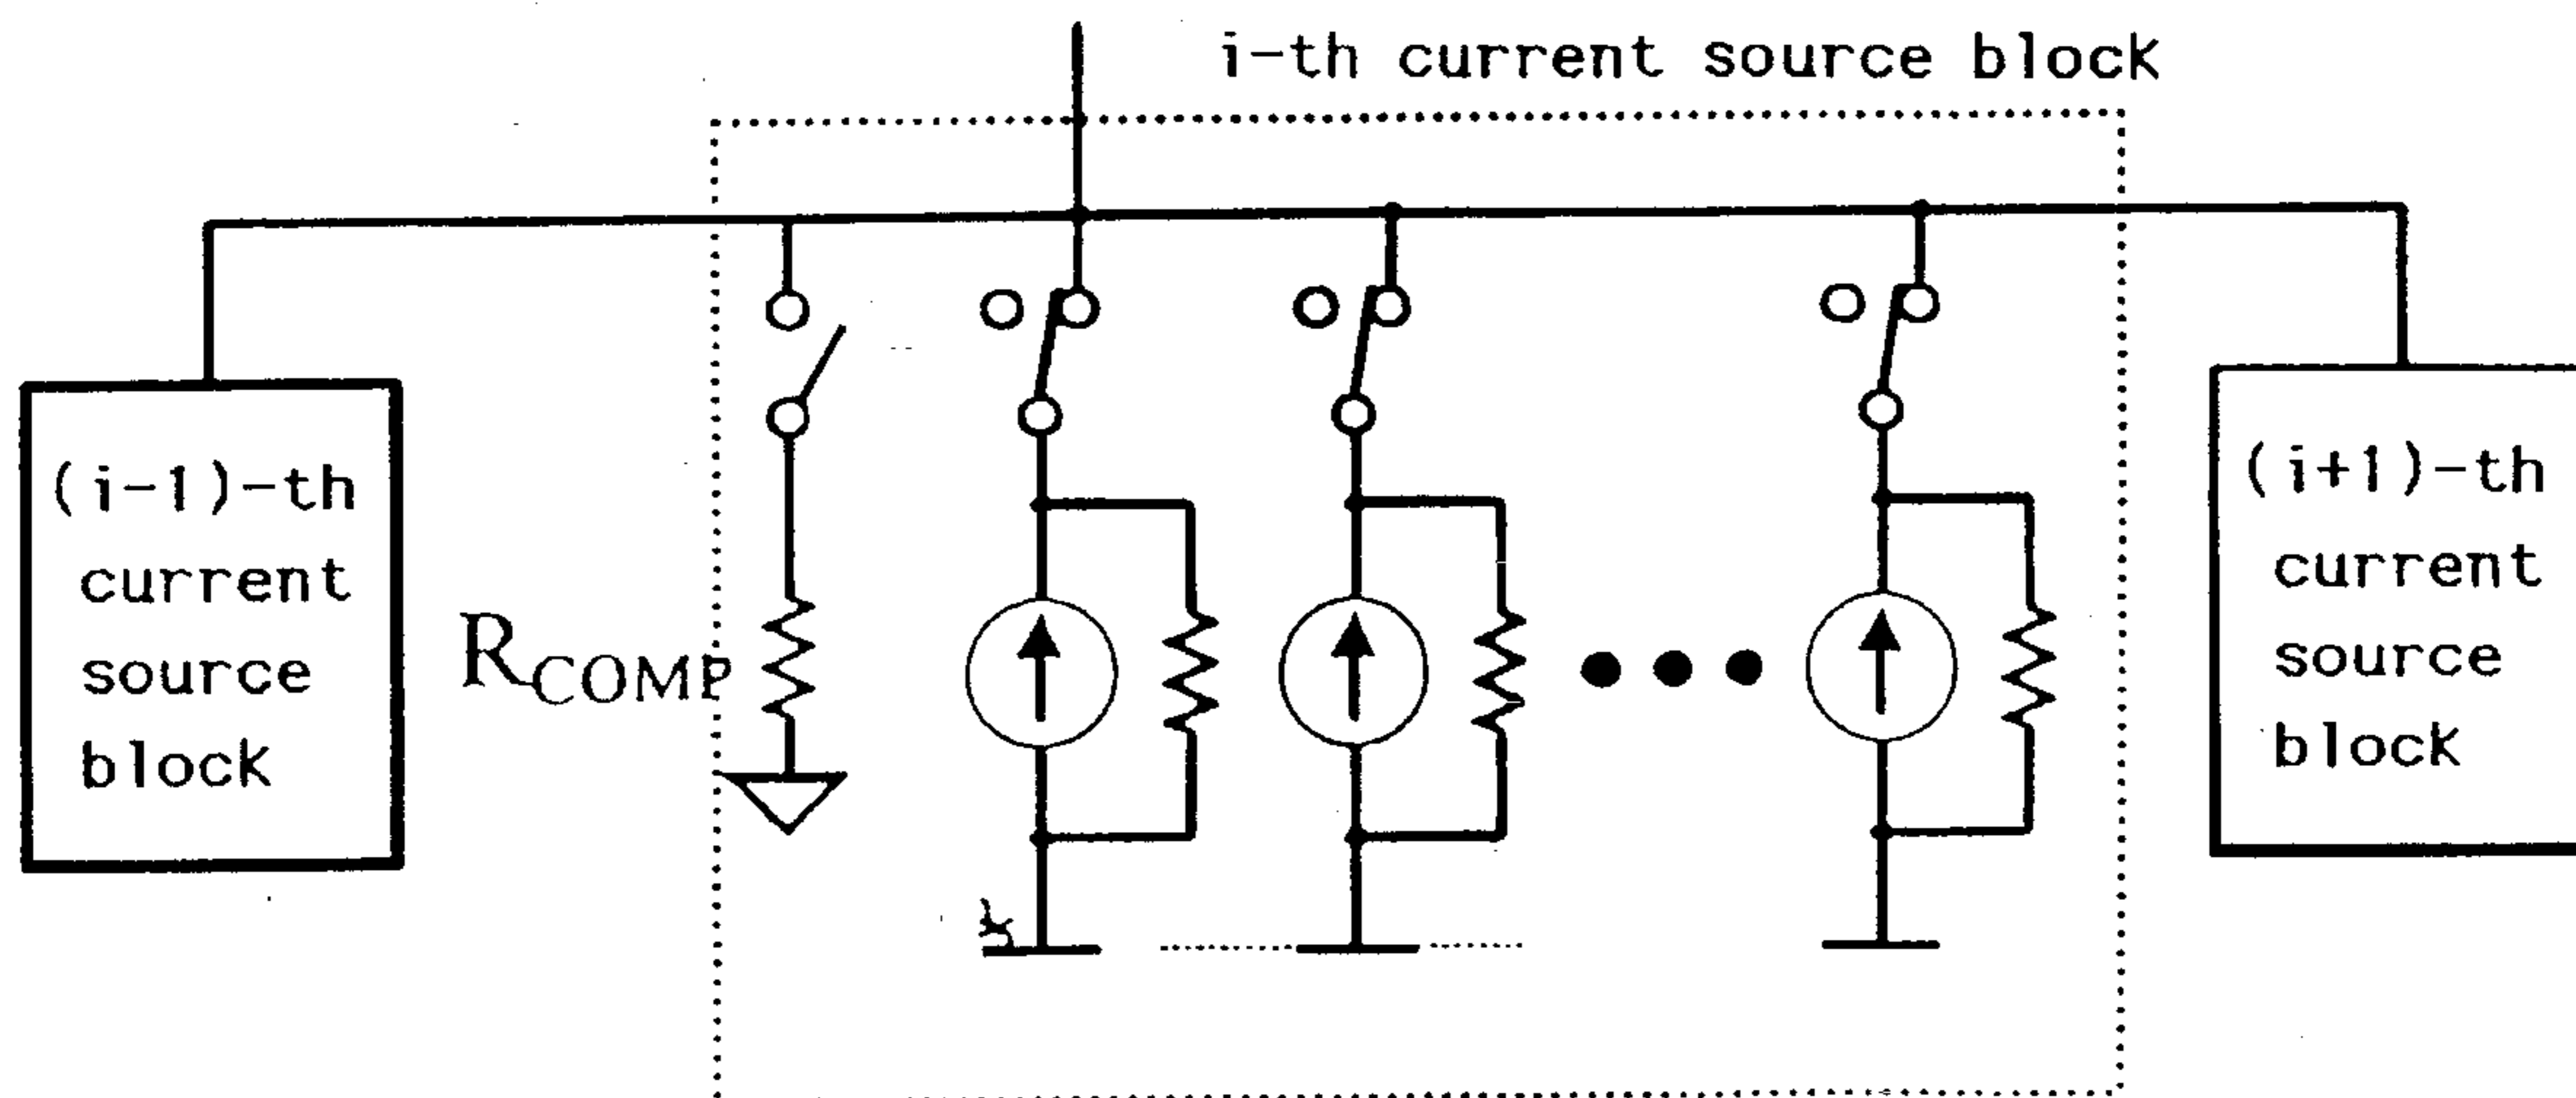 i-th current source block
(i-1)-th
current
source
block
RCOMP
(i+1)-th
current
source
block